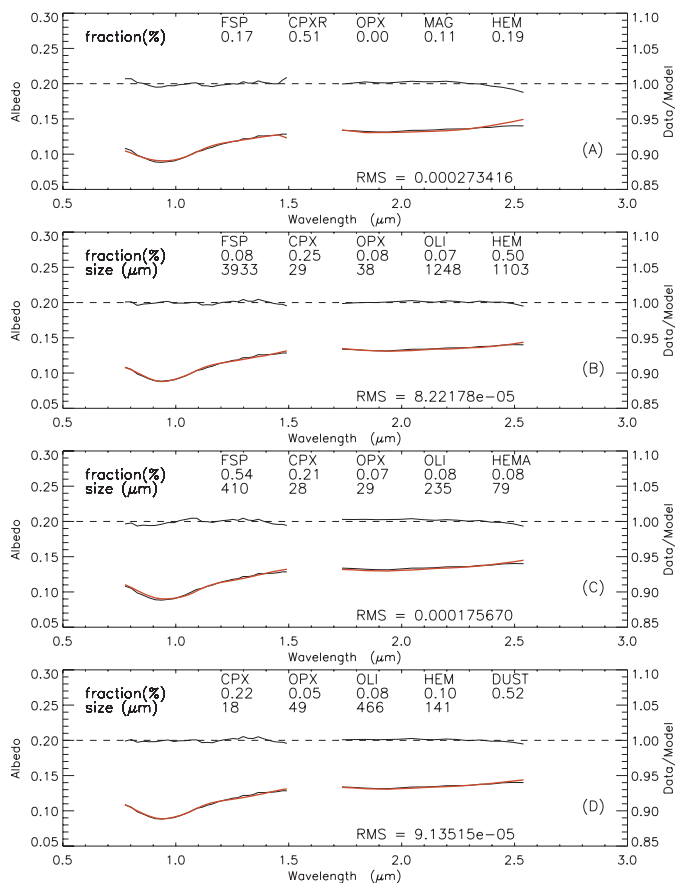 FSP CPXR OPX MAG HEM
fraction(%) 0.17 0.51 0.00 0.11 0.19
0.30 0.25 0.20 0.15 0.10 0.05
Albedo
1.10 1.05 1.00 0.95 0.90 0.85
Data/Model
(A)
RMS = 0.000273416
0.5 1.0 1.5 2.0 2.5 3.0
Wavelength (μm)
FSP CPX OPX OLI HEM
fraction(%) 0.08 0.25 0.08 0.07 0.50
size (μm) 3933 29 38 1248 1103
0.30 0.25 0.20 0.15 0.10 0.05
Albedo
1.10 1.05 1.00 0.95 0.90 0.85
Data/Model
(B)
RMS = 8.22178e-05
0.5 1.0 1.5 2.0 2.5 3.0
Wavelength (μm)
FSP CPX OPX OLI HEMA
fraction(%) 0.54 0.21 0.07 0.08 0.08
size (μm) 410 28 29 235 79
0.30 0.25 0.20 0.15 0.10 0.05
Albedo
1.10 1.05 1.00 0.95 0.90 0.85
Data/Model
(C)
RMS = 0.000175670
0.5 1.0 1.5 2.0 2.5 3.0
Wavelength (μm)
CPX OPX OLI HEM DUST
fraction(%) 0.22 0.05 0.08 0.10 0.52
size (μm) 18 49 466 141
0.30 0.25 0.20 0.15 0.10 0.05
Albedo
1.10 1.05 1.00 0.95 0.90 0.85
Data/Model
(D)
RMS = 9.13515e-05
0.5 1.0 1.5 2.0 2.5 3.0
Wavelength (μm)